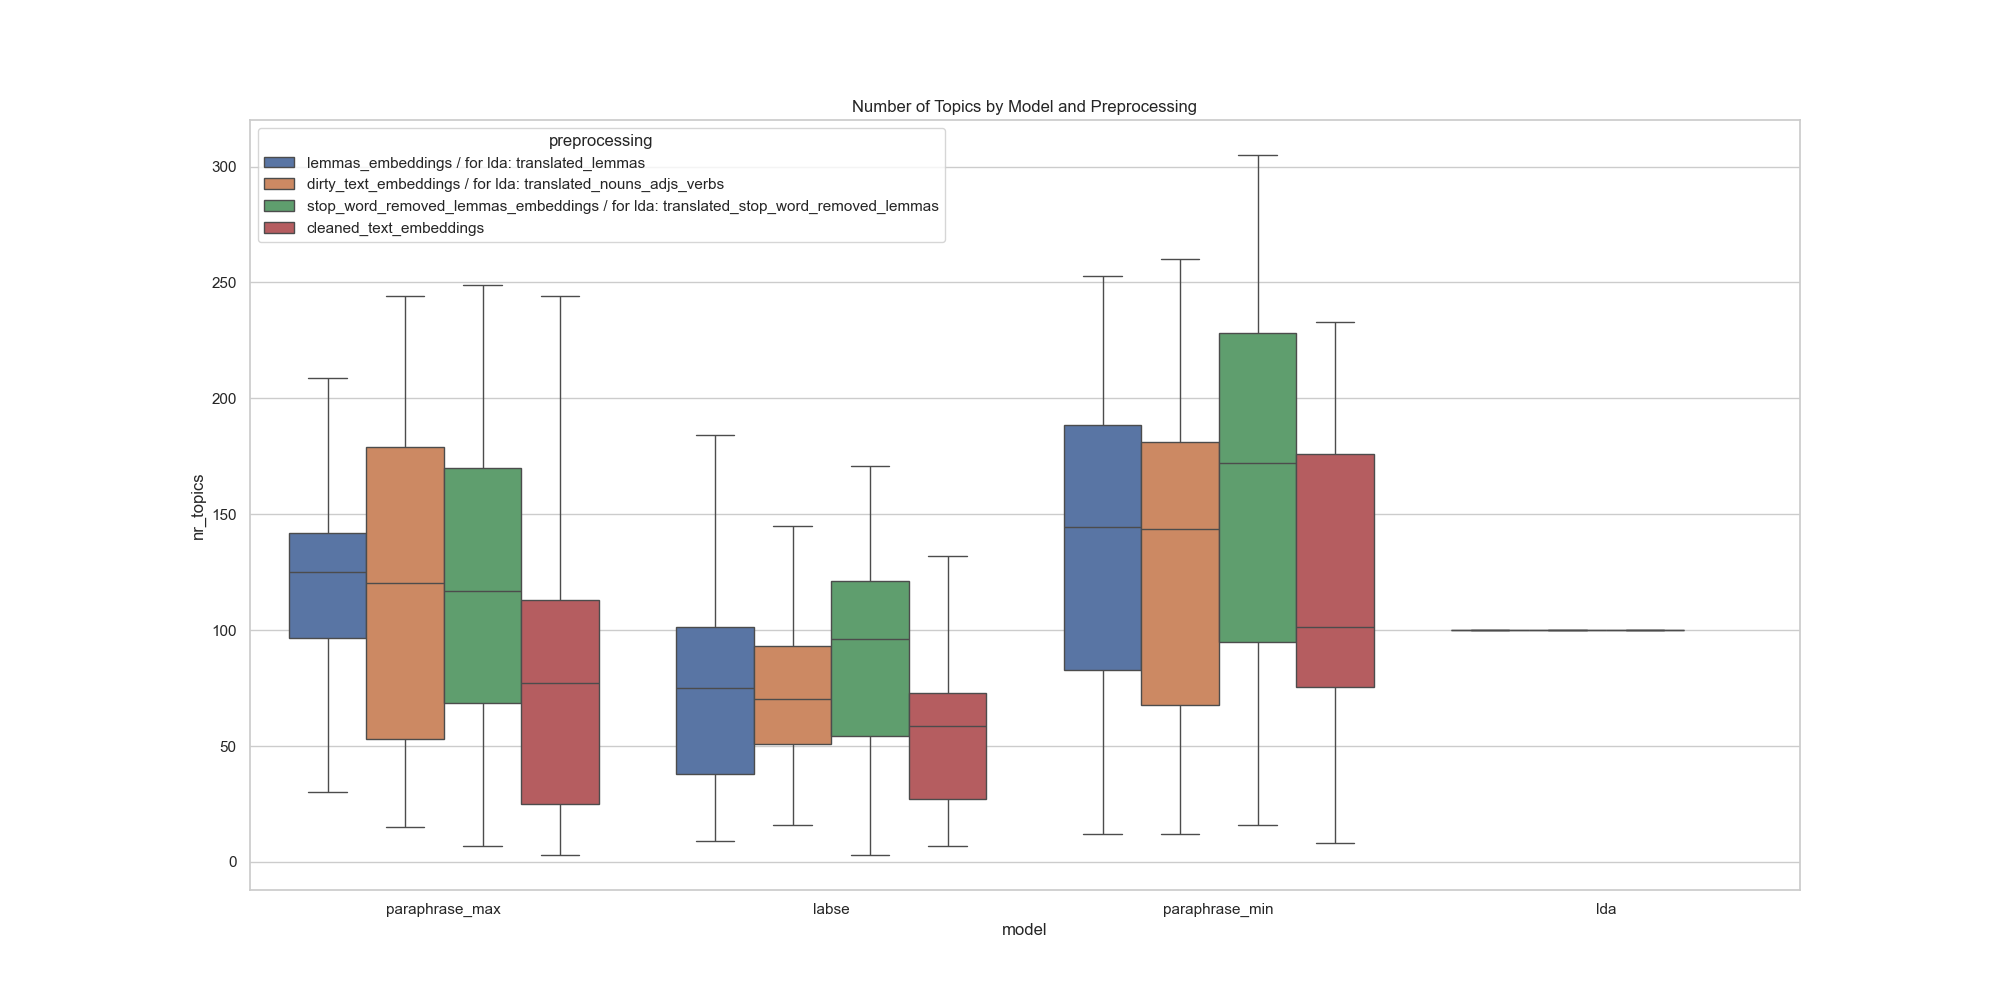 Number of Topics by Model and Preprocessing
preprocessing
lemmas_embeddings / for lda: translated_lemmas
dirty_text_embeddings / for lda: translated_nouns_adjs_verbs
stop_word_removed_lemmas_embeddings / for lda: translated_stop_word_removed_lemmas
cleaned_text_embeddings
300
250
200
150
100
50
0
nr_topics
paraphrase_max labse paraphrase_min lda
model